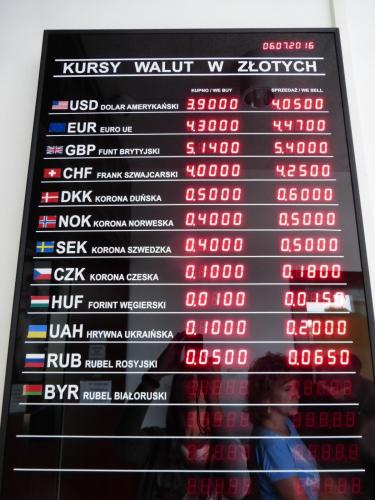 06.07.2016
KURSY WALUT W ZŁOTYCH
KUPNO / WE BUY SPRZEDAŻ / WE SELL
USD DOLAR AMERYKAŃSKI 3.9000 4.0500
EUR EURO UE 4.3000 4.4700
GBP FUNT BRYTYJSKI 5.1400 5.4000
CHF FRANK SZWAJCARSKI 4.0000 4.2500
DKK KORONA DUŃSKA 0.5000 0.6000
NOK KORONA NORWESKA 0.4000 0.5000
SEK KORONA SZWEDZKA 0.4000 0.5000
CZK KORONA CZESKA 0.1000 0.1800
HUF FORINT WĘGIERSKI 0.0100 0.0150
UAH HRYWNA UKRAIŃSKA 0.1000 0.2000
RUB RUBEL ROSYJSKI 0.0500 0.0650
BYR RUBEL BIAŁORUSKI